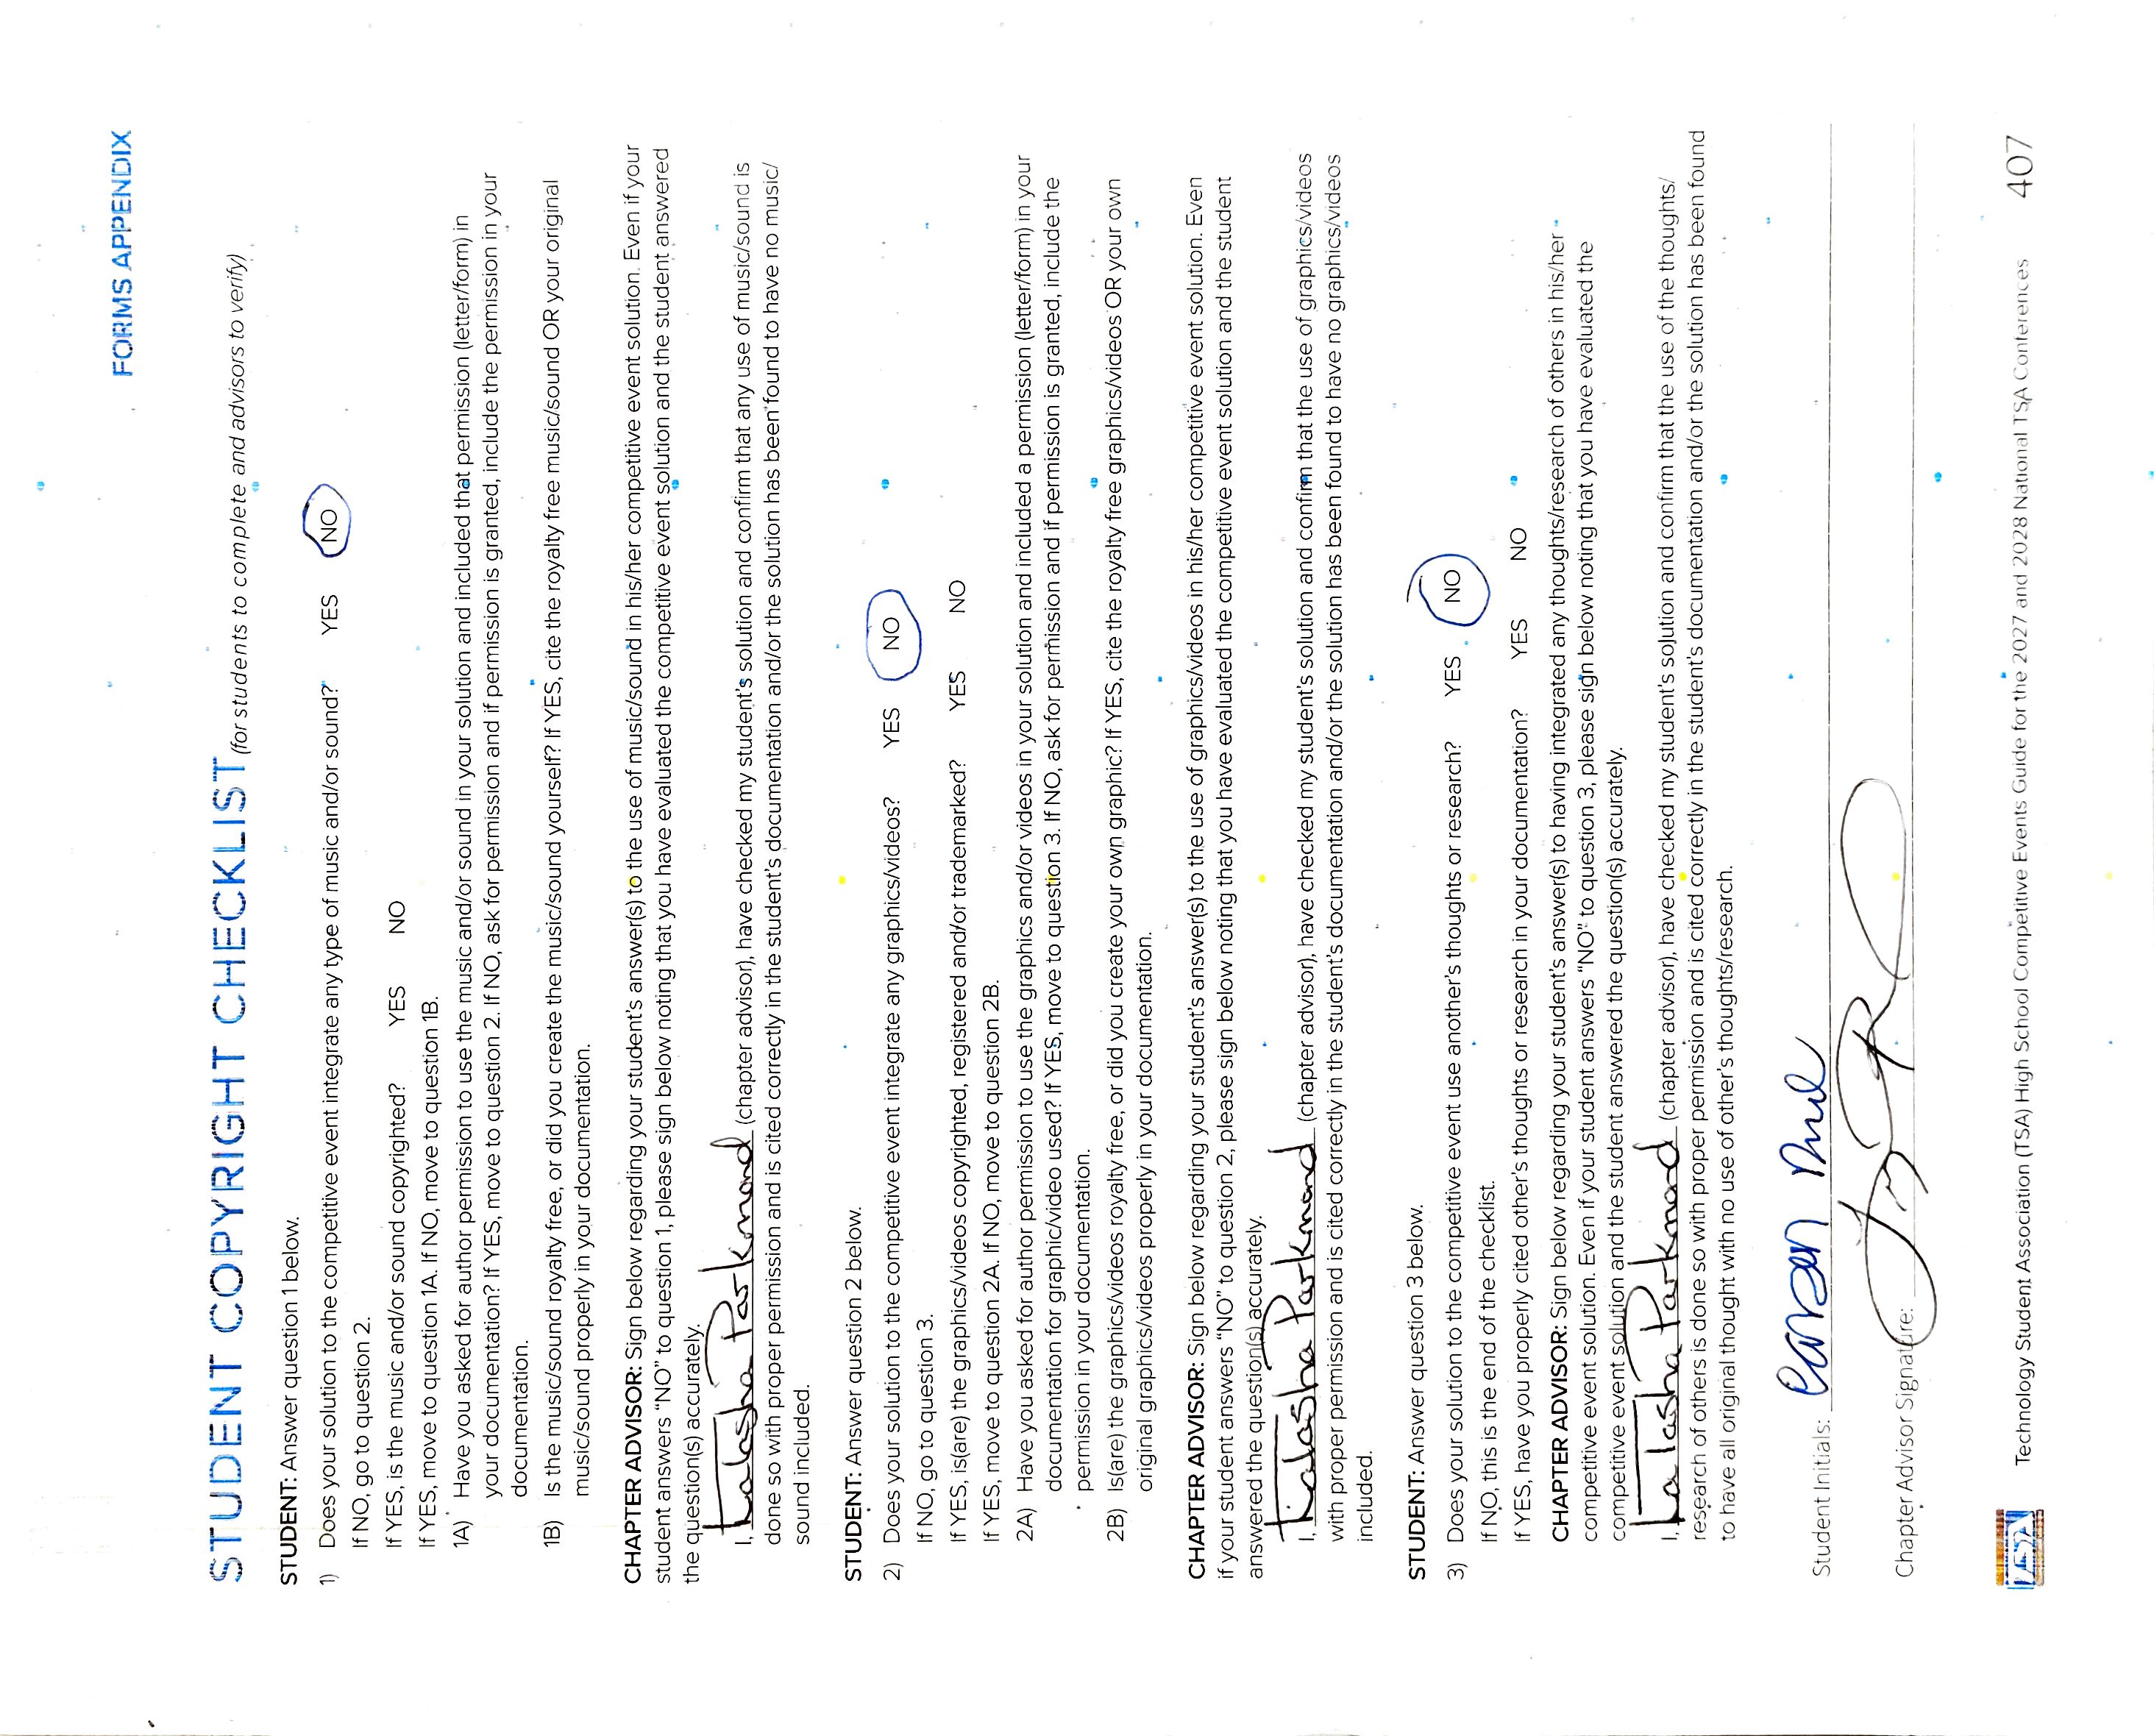 FORMS APPENDIX
STUDENT COPYRIGHT CHECKLIST (for students to complete and advisors to verify)
STUDENT: Answer question 1 below.
1) Does your solution to the competitive event integrate any type of music and/or sound? YES NO
If NO, go to question 2.
If YES, is the music and/or sound copyrighted? YES NO
If YES, move to question 1A. If NO, move to question 1B.
1A) Have you asked for author permission to use the music and/or sound in your solution and included that permission (letter/form) in
your documentation? If YES, move to question 2. If NO, ask for permission and if permission is granted, include the permission in your
documentation.
1B) Is the music/sound royalty free, or did you create the music/sound yourself? If YES, cite the royalty free music/sound OR your original
music/sound properly in your documentation.
CHAPTER ADVISOR: Sign below regarding your student's answer(s) to the use of music/sound in his/her competitive event solution. Even if your
student answers “NO” to question 1, please sign below noting that you have evaluated the competitive event solution and the student answered
the question(s) accurately.
I, Latasha Parkmond (chapter advisor), have checked my student's solution and confirm that any use of music/sound is
done so with proper permission and is cited correctly in the student's documentation and/or the solution has been found to have no music/
sound included.
STUDENT: Answer question 2 below.
2) Does your solution to the competitive event integrate any graphics/videos? YES NO
If NO, go to question 3.
If YES, is(are) the graphics/videos copyrighted, registered and/or trademarked? YES NO
If YES, move to question 2A. If NO, move to question 2B.
2A) Have you asked for author permission to use the graphics and/or videos in your solution and included a permission (letter/form) in your
documentation for graphic/video used? If YES, move to question 3. If NO, ask for permission and if permission is granted, include the
permission in your documentation.
2B) Is(are) the graphics/videos royalty free, or did you create your own graphic? If YES, cite the royalty free graphics/videos OR your own
original graphics/videos properly in your documentation.
CHAPTER ADVISOR: Sign below regarding your student's answer(s) to the use of graphics/videos in his/her competitive event solution. Even
if your student answers “NO” to question 2, please sign below noting that you have evaluated the competitive event solution and the student
answered the question(s) accurately.
I, Latasha Parkmond (chapter advisor), have checked my student's solution and confirm that the use of graphics/videos
with proper permission and is cited correctly in the student's documentation and/or the solution has been found to have no graphics/videos
included.
STUDENT: Answer question 3 below.
3) Does your solution to the competitive event use another's thoughts or research? YES NO
If NO, this is the end of the checklist.
If YES, have you properly cited other's thoughts or research in your documentation? YES NO
CHAPTER ADVISOR: Sign below regarding your student's answer(s) to having integrated any thoughts/research of others in his/her
competitive event solution. Even if your student answers “NO” to question 3, please sign below noting that you have evaluated the
competitive event solution and the student answered the question(s) accurately.
I, LaTasha Parkmond (chapter advisor), have checked my student's solution and confirm that the use of the thoughts/
research of others is done so with proper permission and is cited correctly in the student's documentation and/or the solution has been found
to have all original thought with no use of other's thoughts/research.
Student Initials: Carsen
Chapter Advisor Signature:
TSA Technology Student Association (TSA) High School Competitive Events Guide for the 2027 and 2028 National TSA Conferences 407